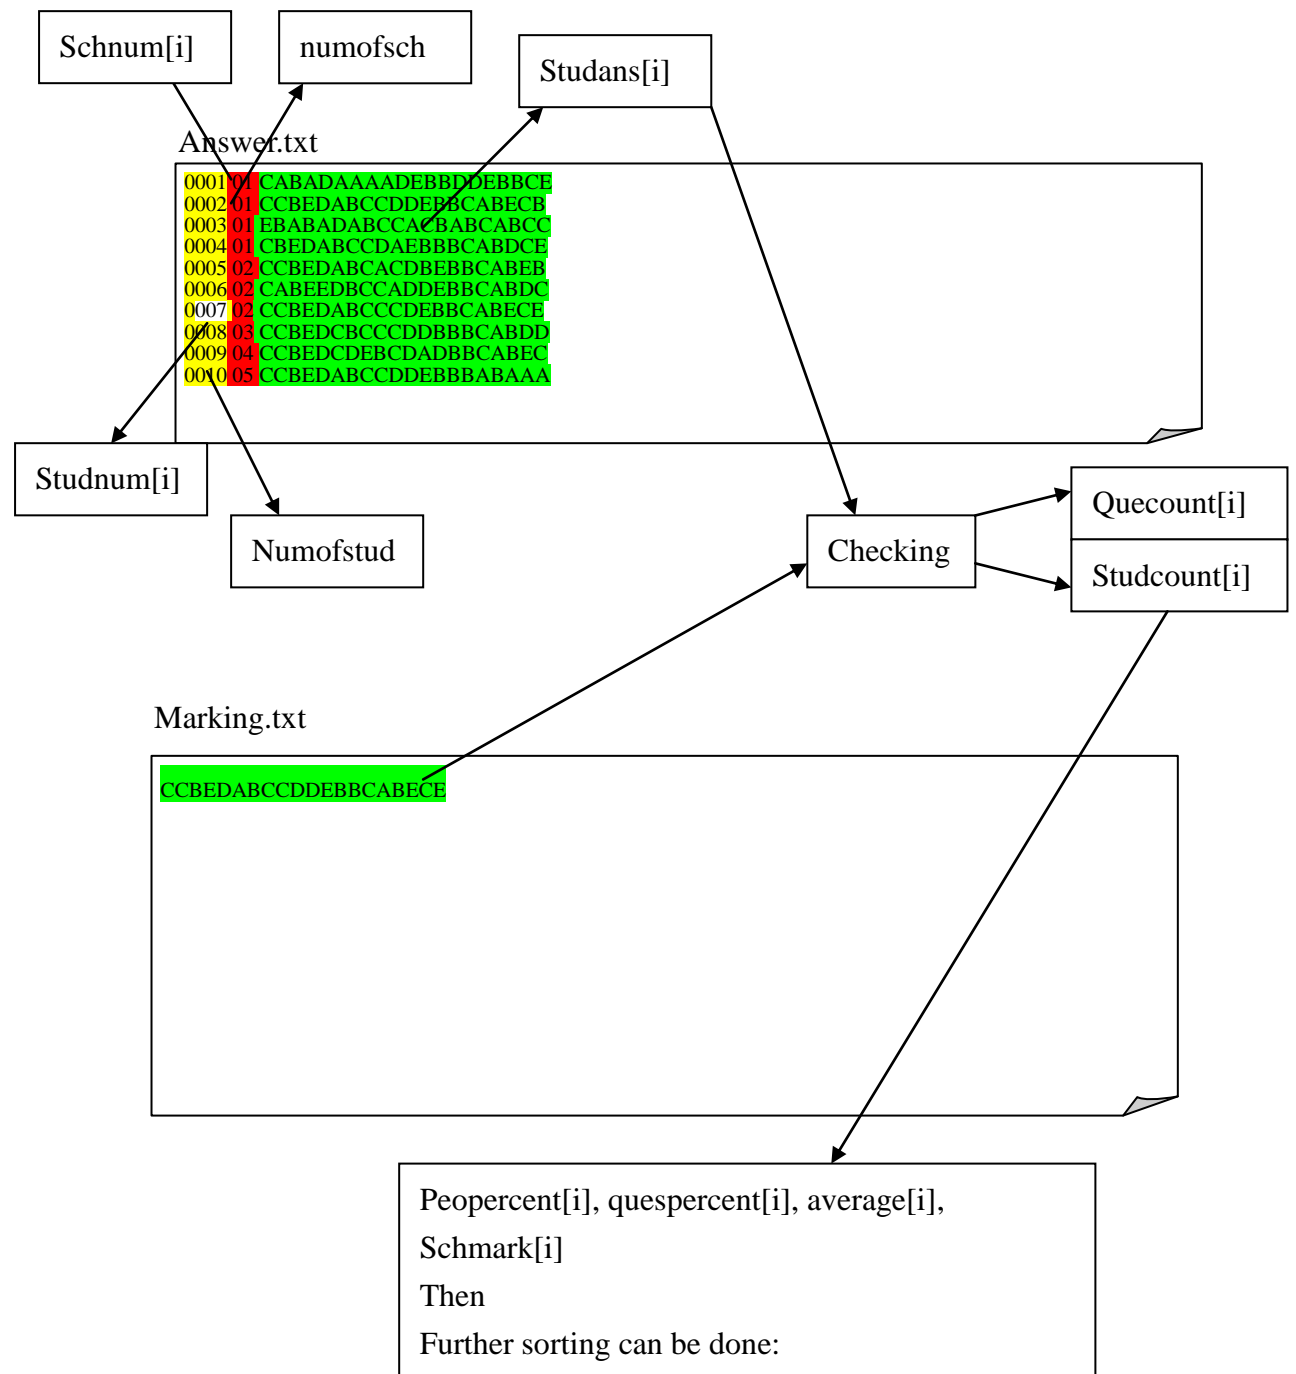 Schnum[i]
numofsch
Studans[i]
Answer.txt
0001 01 CABADAAAADEBBDDEBBCE
0002 01 CCBEDABCCDDEBBCABECB
0003 01 EBABADABCCACBABCABCC
0004 01 CBEDABCCDAEBBBCABDCE
0005 02 CCBEDABCACDBEBBCABEB
0006 02 CABEEDBCCADDEBBCABDC
0007 02 CCBEDABCCCDEBBCABECE
0008 03 CCBEDCBCCCDDBBBCABDD
0009 04 CCBEDCDEBCDADBBCABEC
0010 05 CCBEDABCCDDEBBBABAAA
Studnum[i]
Numofstud
Checking
Quecount[i]
Studcount[i]
Marking.txt
CCBEDABCCDDEBBCABECE
Peopercent[i], quespercent[i], average[i],
Schmark[i]
Then
Further sorting can be done: